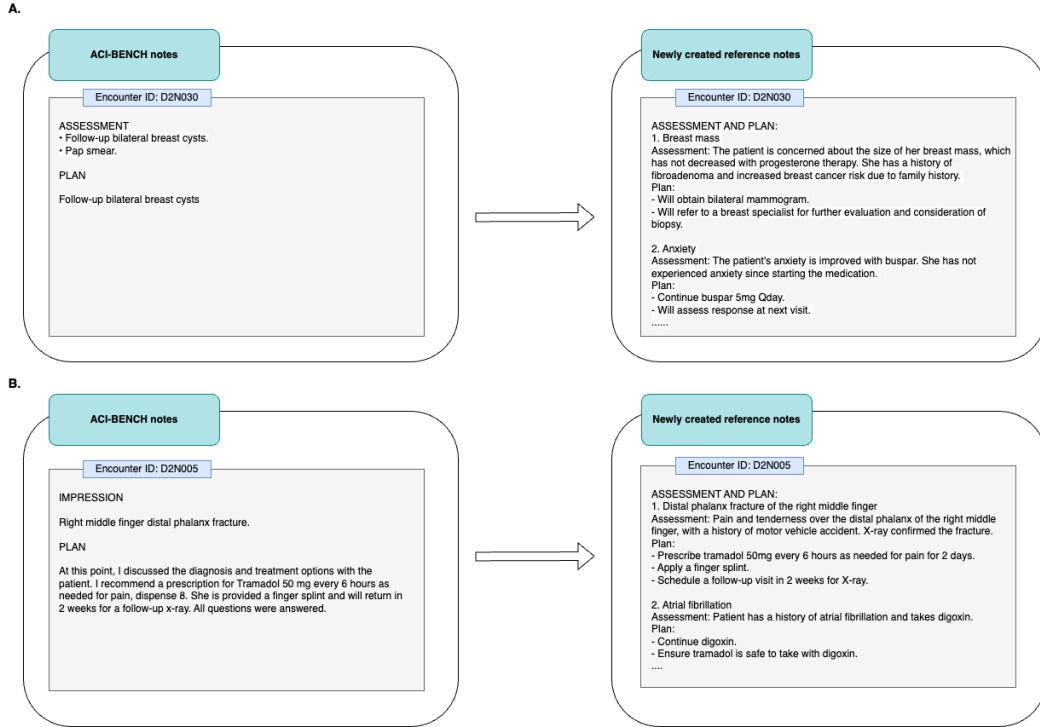 A.
ACI-BENCH notes
Encounter ID: D2N030
ASSESSMENT
• Follow-up bilateral breast cysts.
• Pap smear.
PLAN
Follow-up bilateral breast cysts
Newly created reference notes
Encounter ID: D2N030
ASSESSMENT AND PLAN:
1. Breast mass
Assessment: The patient is concerned about the size of her breast mass, which
has not decreased with progesterone therapy. She has a history of
fibroadenoma and increased breast cancer risk due to family history.
Plan:
- Will obtain bilateral mammogram.
- Will refer to a breast specialist for further evaluation and consideration of
biopsy.
2. Anxiety
Assessment: The patient's anxiety is improved with buspar. She has not
experienced anxiety since starting the medication.
Plan:
- Continue buspar 5mg Qday.
- Will assess response at next visit.
......
B.
ACI-BENCH notes
Encounter ID: D2N005
IMPRESSION
Right middle finger distal phalanx fracture.
PLAN
At this point, I discussed the diagnosis and treatment options with the
patient. I recommend a prescription for Tramadol 50 mg every 6 hours as
needed for pain, dispense 8. She is provided a finger splint and will return in
2 weeks for a follow-up x-ray. All questions were answered.
Newly created reference notes
Encounter ID: D2N005
ASSESSMENT AND PLAN:
1. Distal phalanx fracture of the right middle finger
Assessment: Pain and tenderness over the distal phalanx of the right middle
finger, with a history of motor vehicle accident. X-ray confirmed the fracture.
Plan:
- Prescribe tramadol 50mg every 6 hours as needed for pain for 2 days.
- Apply a finger splint.
- Schedule a follow-up visit in 2 weeks for X-ray.
2. Atrial fibrillation
Assessment: Patient has a history of atrial fibrillation and takes digoxin.
Plan:
- Continue digoxin.
- Ensure tramadol is safe to take with digoxin.
....